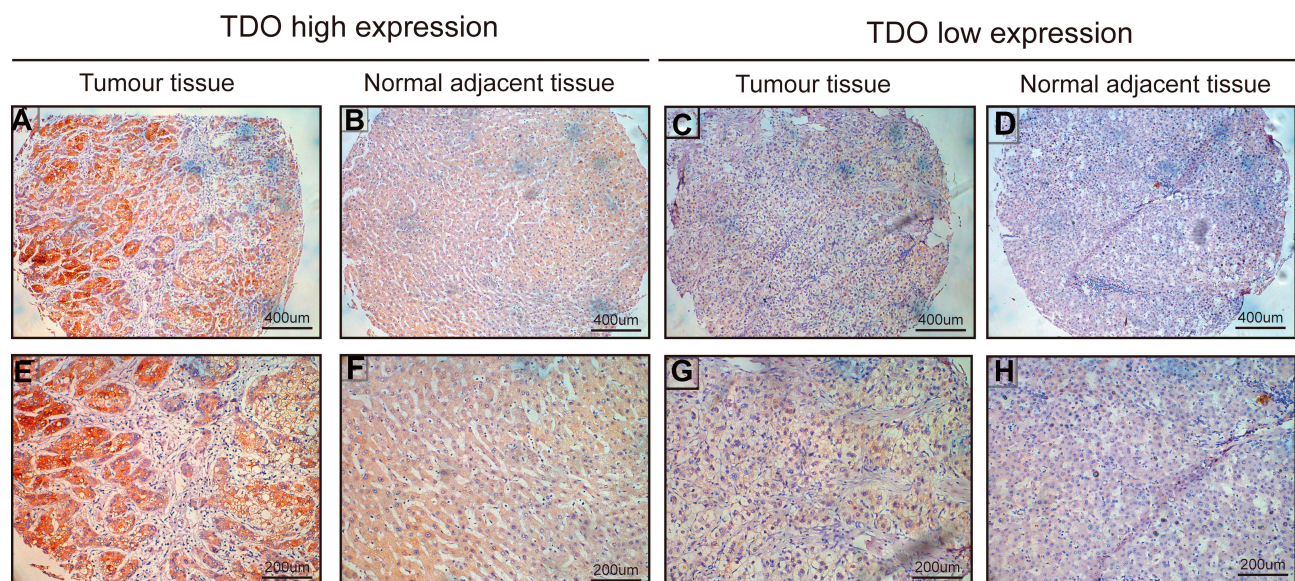 TDO high expression
TDO low expression
Tumour tissue
Normal adjacent tissue
Tumour tissue
Normal adjacent tissue
A
B
C
D
400um
400um
400um
400um
E
F
G
H
200um
200um
200um
200um